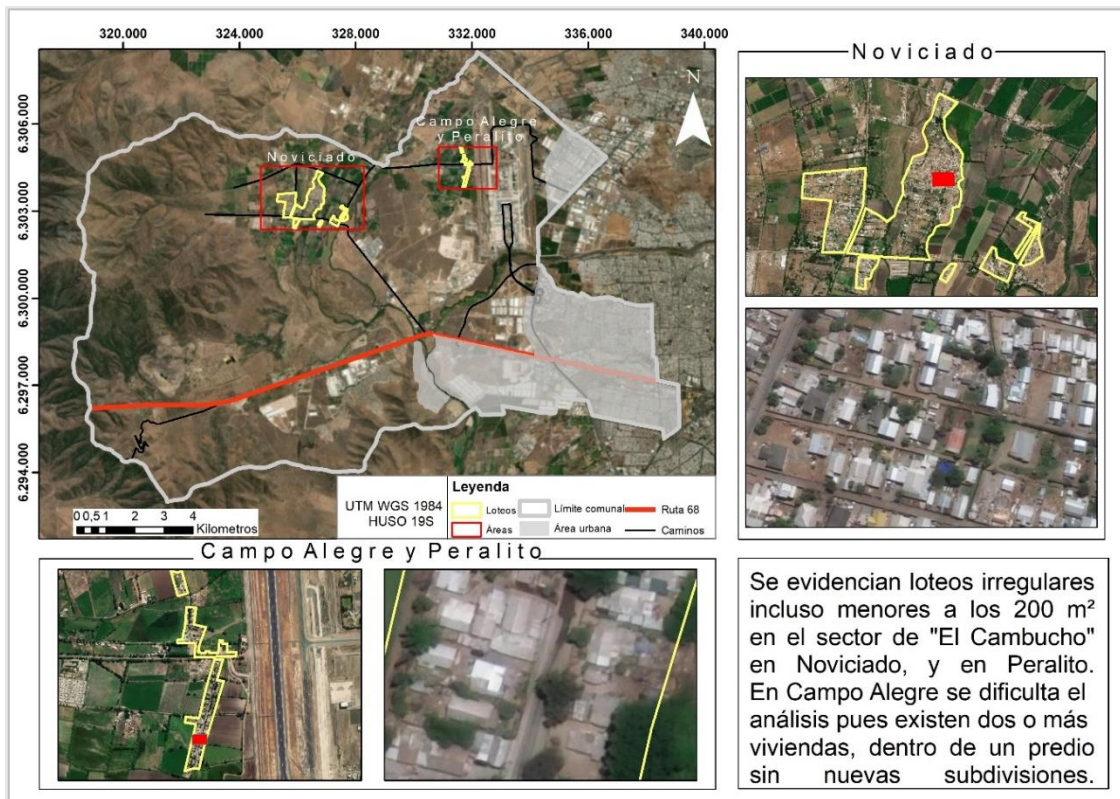 320.000
324.000
328.000
332.000
336.000
340.000
6.306.000
6.303.000
6.300.000
6.297.000
6.294.000
N
Campo Alegre
y Peralito
Noviciado
0 0,5 1 2 3 4
Kilometros
UTM WGS 1984
HUSO 19S
Leyenda
Loteos
Límite comunal
Ruta 68
Áreas
Área urbana
Caminos
Noviciado
Campo Alegre y Peralito
Se evidencian loteos irregulares
incluso menores a los 200 m²
en el sector de "El Cambucho"
en Noviciado, y en Peralito.
En Campo Alegre se dificulta el
análisis pues existen dos o más
viviendas, dentro de un predio
sin nuevas subdivisiones.